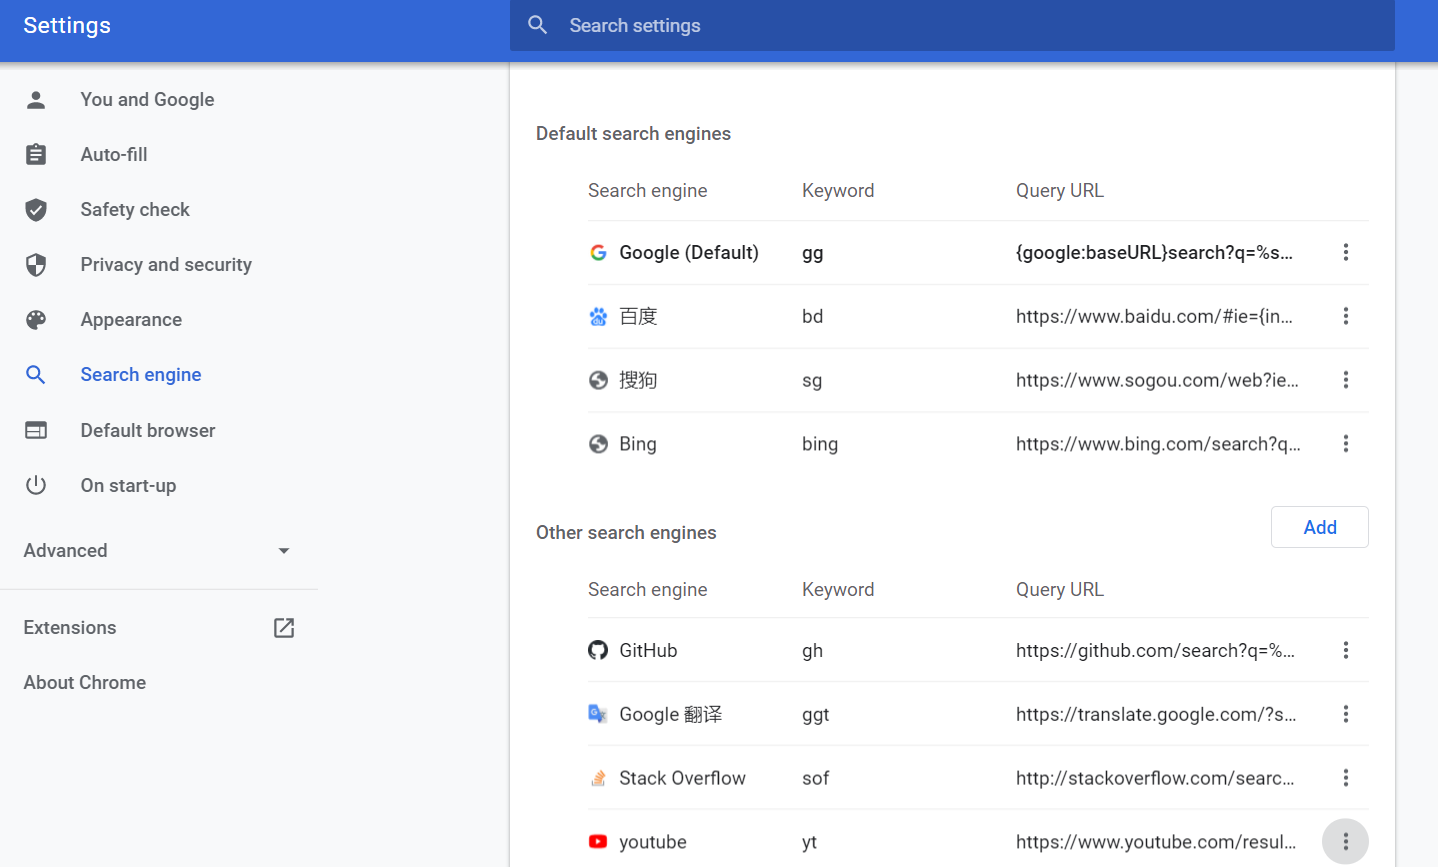 Settings
Search settings
You and Google
Auto-fill
Safety check
Privacy and security
Appearance
Search engine
Default browser
On start-up
Advanced
Extensions
About Chrome
Default search engines
Search engine Keyword Query URL
Google (Default) gg {google:baseURL}search?q=%s...
百度 bd https://www.baidu.com/#ie={in...
搜狗 sg https://www.sogou.com/web?ie...
Bing bing https://www.bing.com/search?q...
Other search engines
Add
Search engine Keyword Query URL
GitHub gh https://github.com/search?q=%...
Google 翻译 ggt https://translate.google.com/?s...
Stack Overflow sof http://stackoverflow.com/searc...
youtube yt https://www.youtube.com/resul...